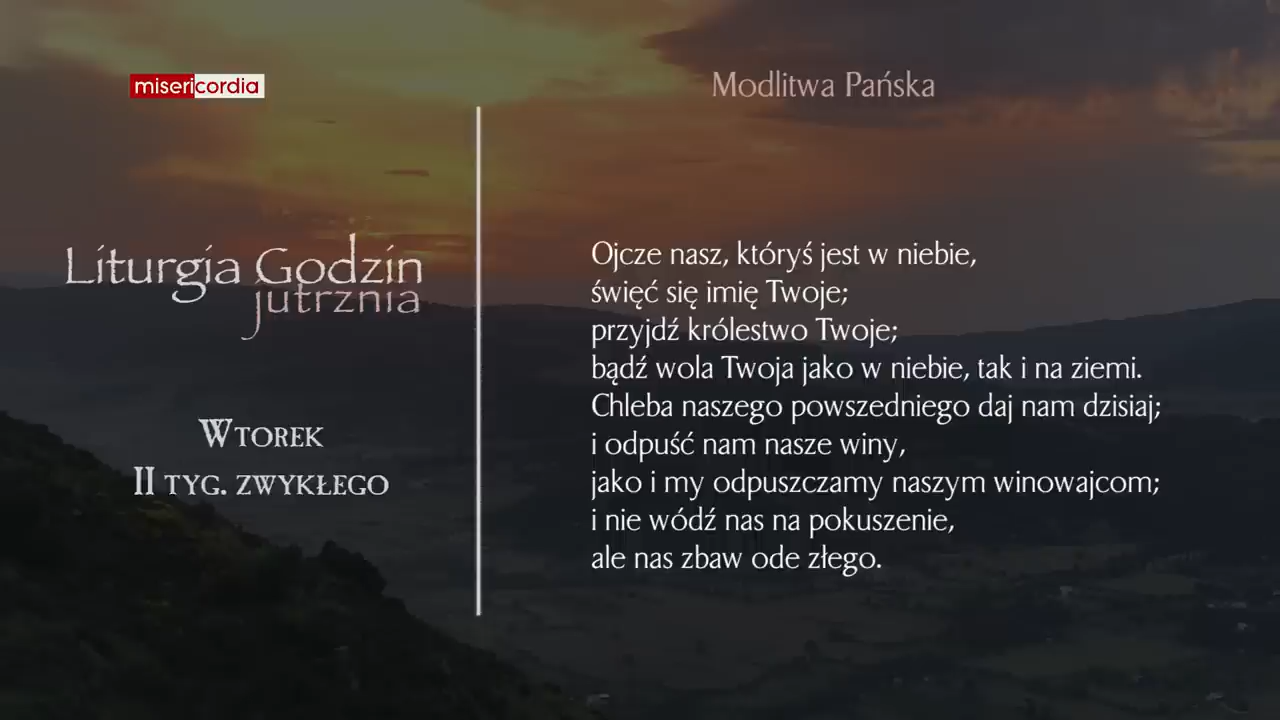 misericordia
Liturgia Godzin
jutrznia
Wtorek
II tyg. zwykłego
Modlitwa Pańska
Ojcze nasz, któryś jest w niebie,
święć się imię Twoje;
przyjdź królestwo Twoje;
bądź wola Twoja jako w niebie, tak i na ziemi.
Chleba naszego powszedniego daj nam dzisiaj;
i odpuść nam nasze winy,
jako i my odpuszczamy naszym winowajcom;
i nie wódź nas na pokuszenie,
ale nas zbaw ode złego.